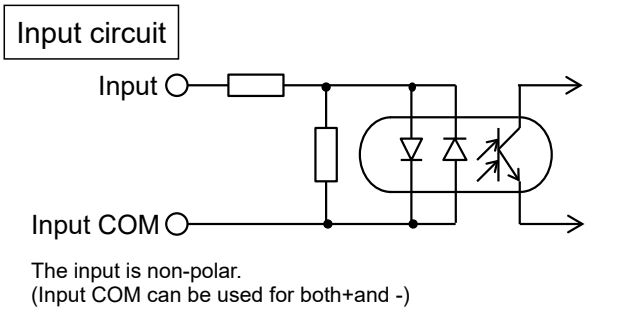 Input circuit
Input
Input COM
The input is non-polar.
(Input COM can be used for both+and -)